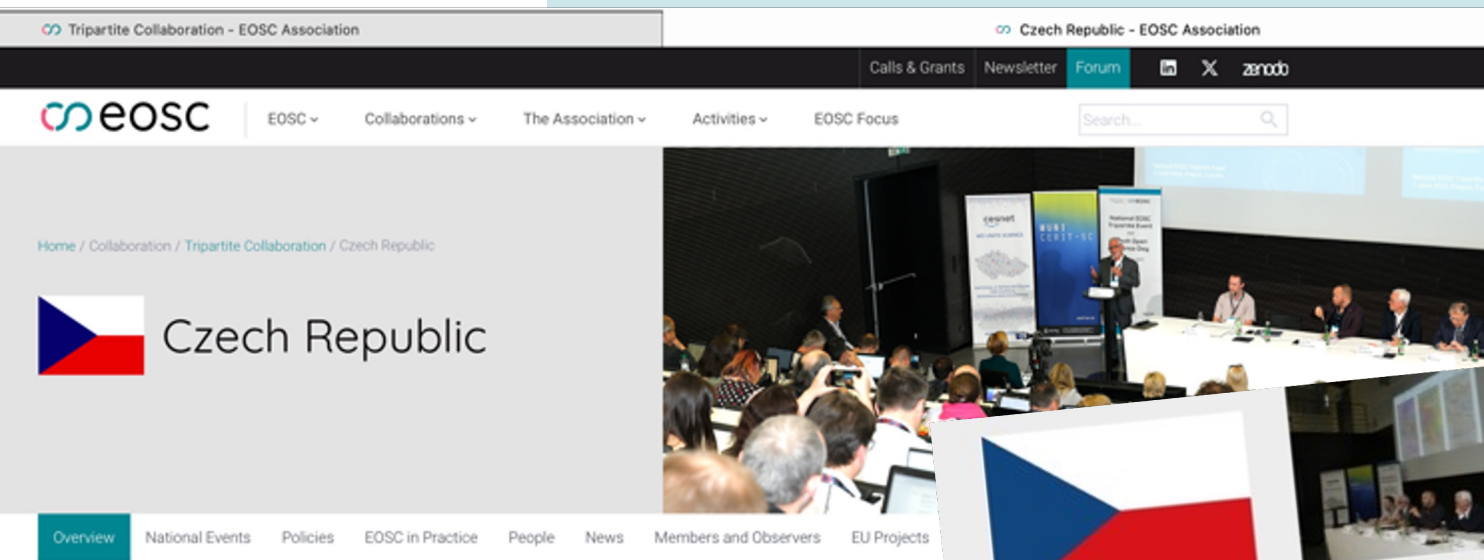 Tripartite Collaboration - EOSC Association
Czech Republic - EOSC Association
Calls & Grants
Newsletter
Forum
in
X
zenodo
eosc
EOSC
Collaborations
The Association
Activities
EOSC Focus
Search...
Home / Collaboration / Tripartite Collaboration / Czech Republic
Czech Republic
cesnet
MUNI
CERIT-SC
National EOSC
Tripartite Event
Overview
National Events
Policies
EOSC in Practice
People
News
Members and Observers
EU Projects